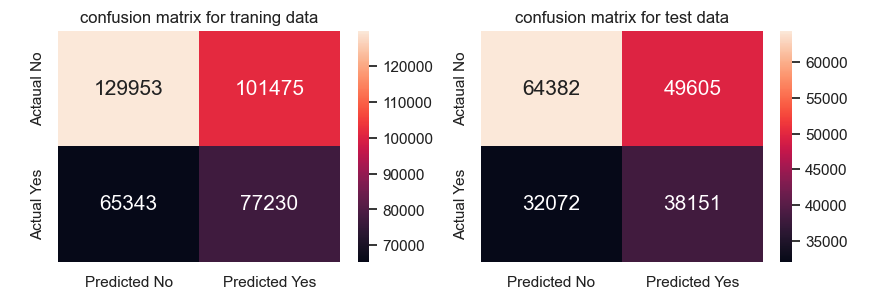 confusion matrix for traning data
Actaual No
Actual Yes
129953
101475
65343
77230
Predicted No
Predicted Yes
120000
110000
100000
90000
80000
70000
confusion matrix for test data
Actaual No
Actual Yes
64382
49605
32072
38151
Predicted No
Predicted Yes
60000
55000
50000
45000
40000
35000